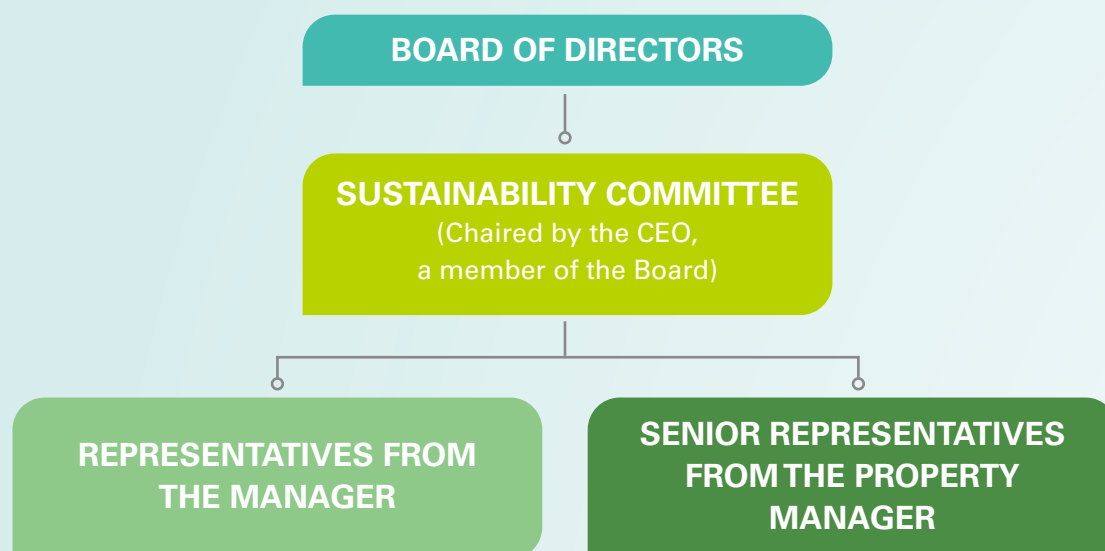 BOARD OF DIRECTORS
SUSTAINABILITY COMMITTEE
(Chaired by the CEO,
a member of the Board)
REPRESENTATIVES FROM
THE MANAGER
SENIOR REPRESENTATIVES
FROM THE PROPERTY
MANAGER